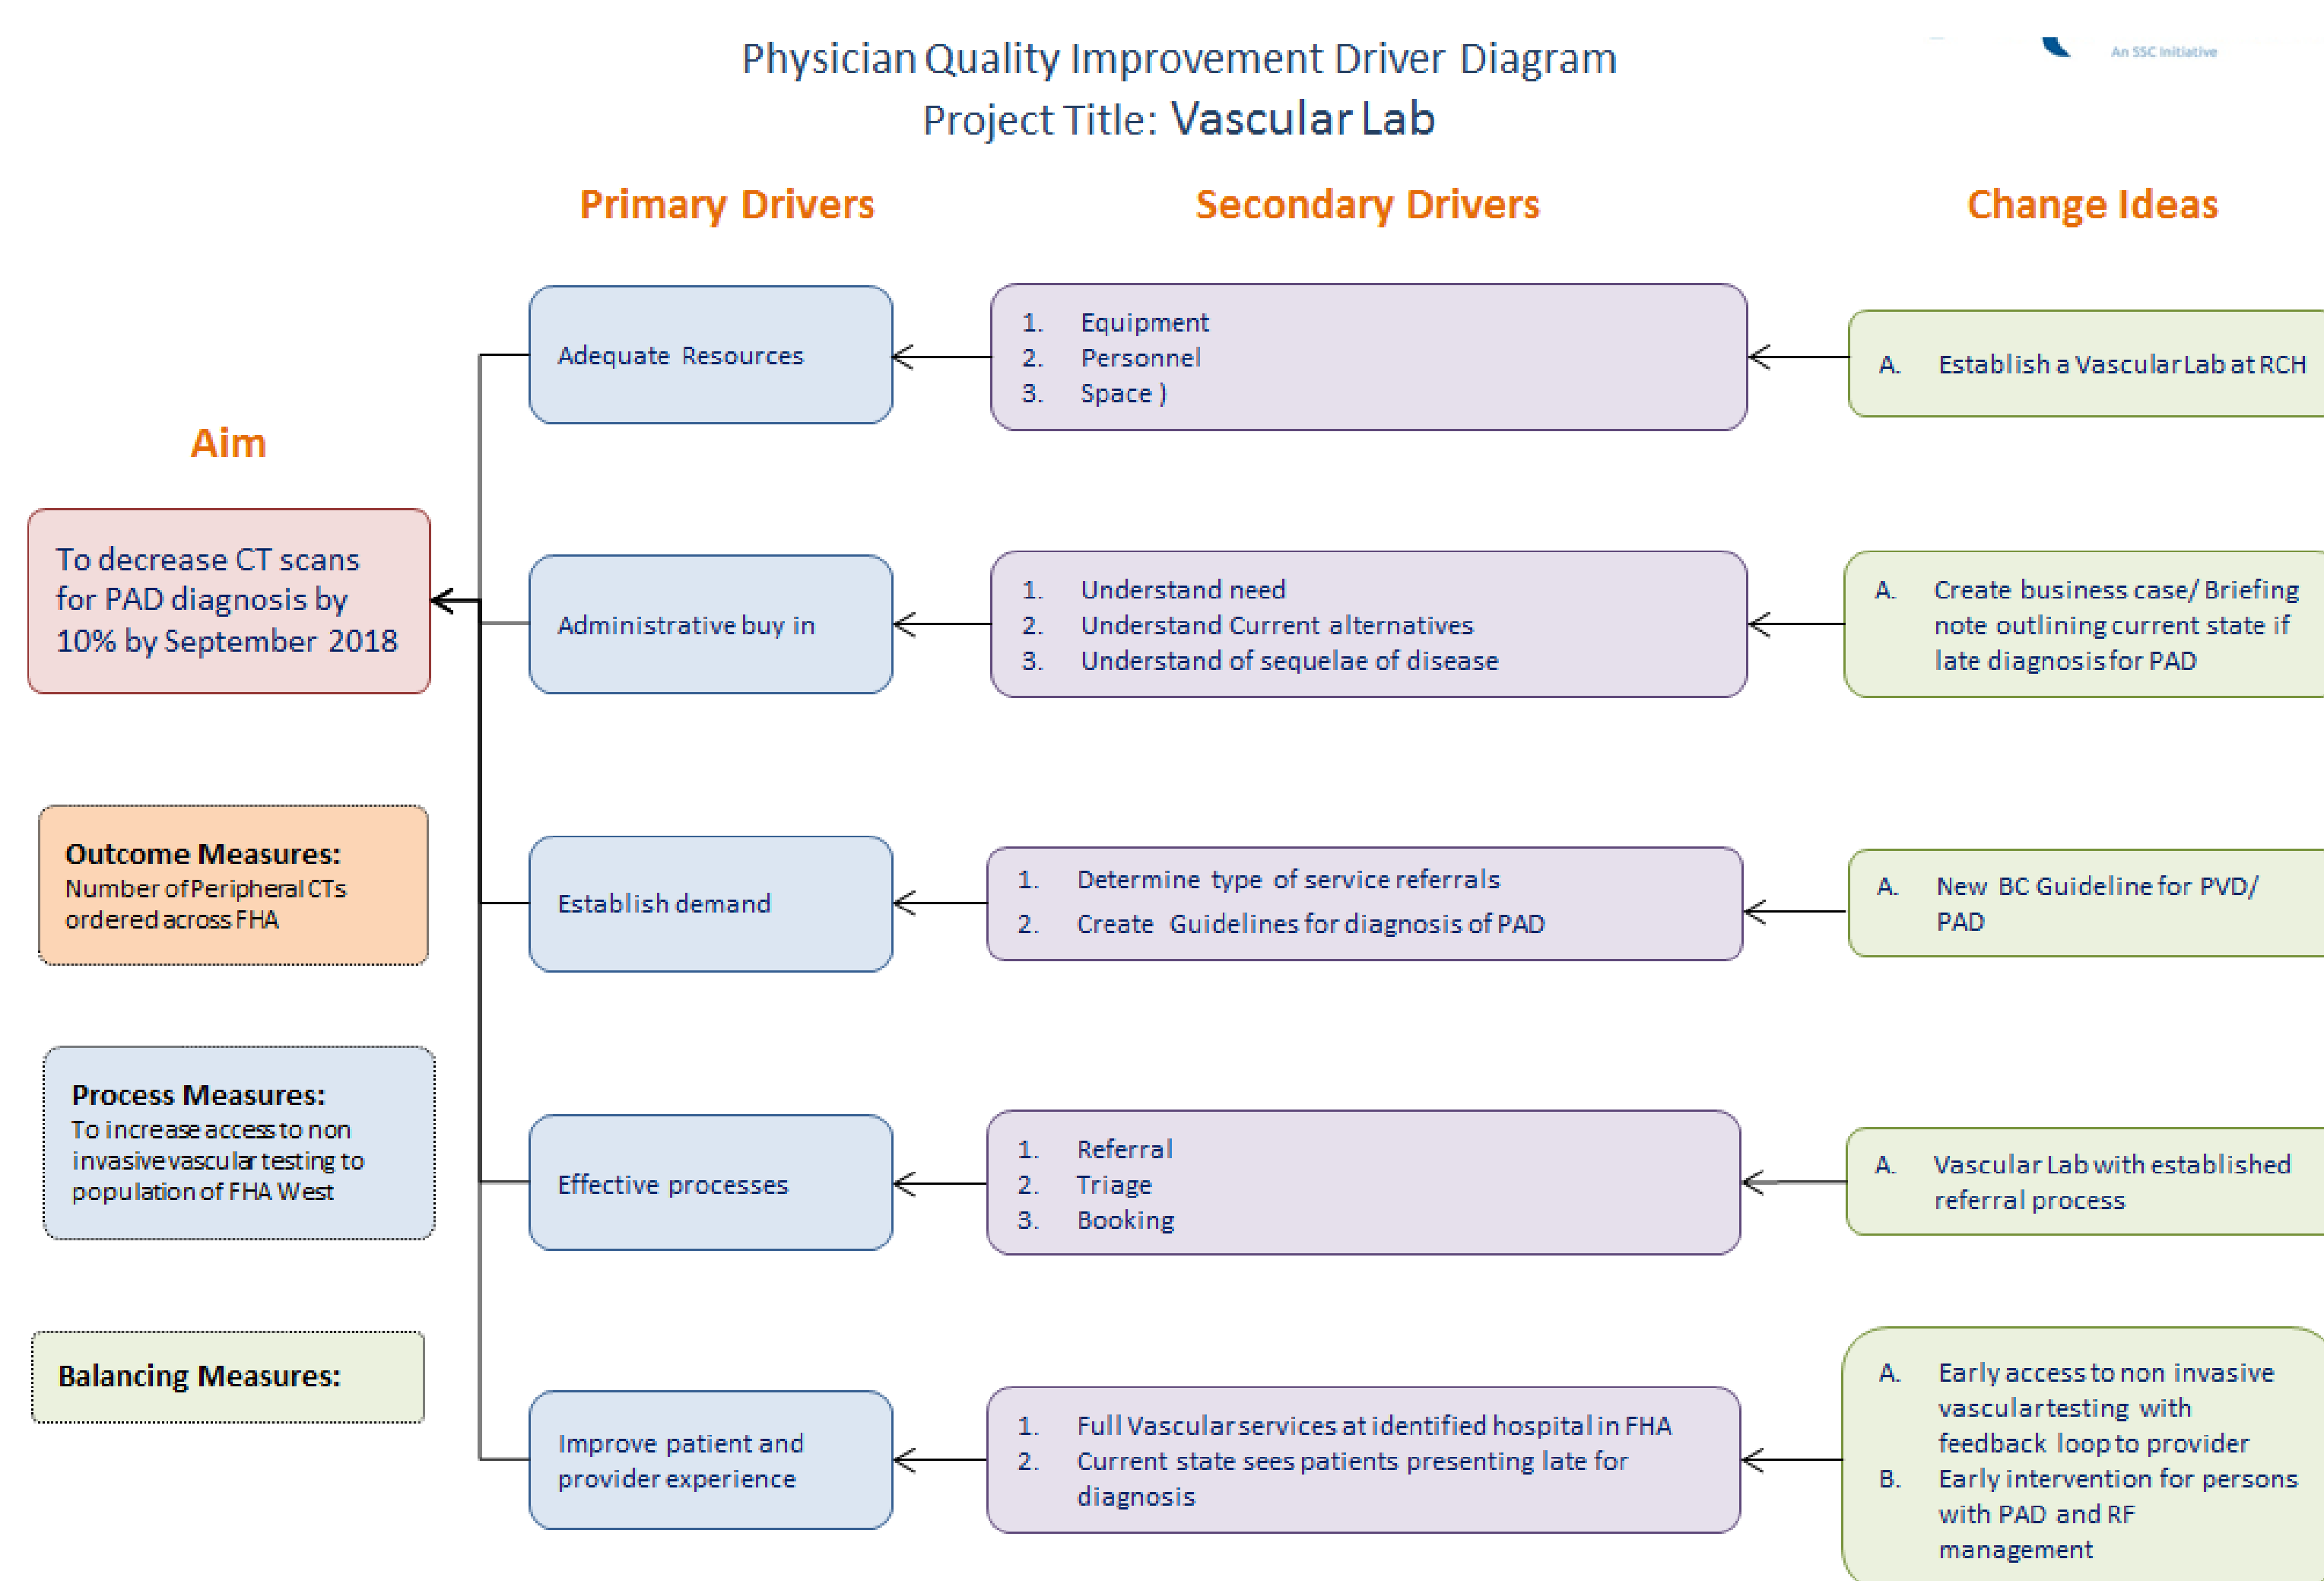 An SSC Initiative
Physician Quality Improvement Driver Diagram
Project Title: Vascular Lab
Primary Drivers
Secondary Drivers
Change Ideas
Aim
To decrease CT scans
for PAD diagnosis by
10% by September 2018
Outcome Measures:
Number of Peripheral CTs
ordered across FHA
Process Measures:
To increase access to non
invasive vascular testing to
population of FHA West
Balancing Measures:
Adequate Resources
1. Equipment
2. Personnel
3. Space )
A. Establish a Vascular Lab at RCH
Administrative buy in
1. Understand need
2. Understand Current alternatives
3. Understand of sequelae of disease
A. Create business case/ Briefing
note outlining current state if
late diagnosis for PAD
Establish demand
1. Determine type of service referrals
2. Create Guidelines for diagnosis of PAD
A. New BC Guideline for PVD/
PAD
Effective processes
1. Referral
2. Triage
3. Booking
A. Vascular Lab with established
referral process
Improve patient and
provider experience
1. Full Vascular services at identified hospital in FHA
2. Current state sees patients presenting late for
diagnosis
A. Early access to non invasive
vascular testing with
feedback loop to provider
B. Early intervention for persons
with PAD and RF
management